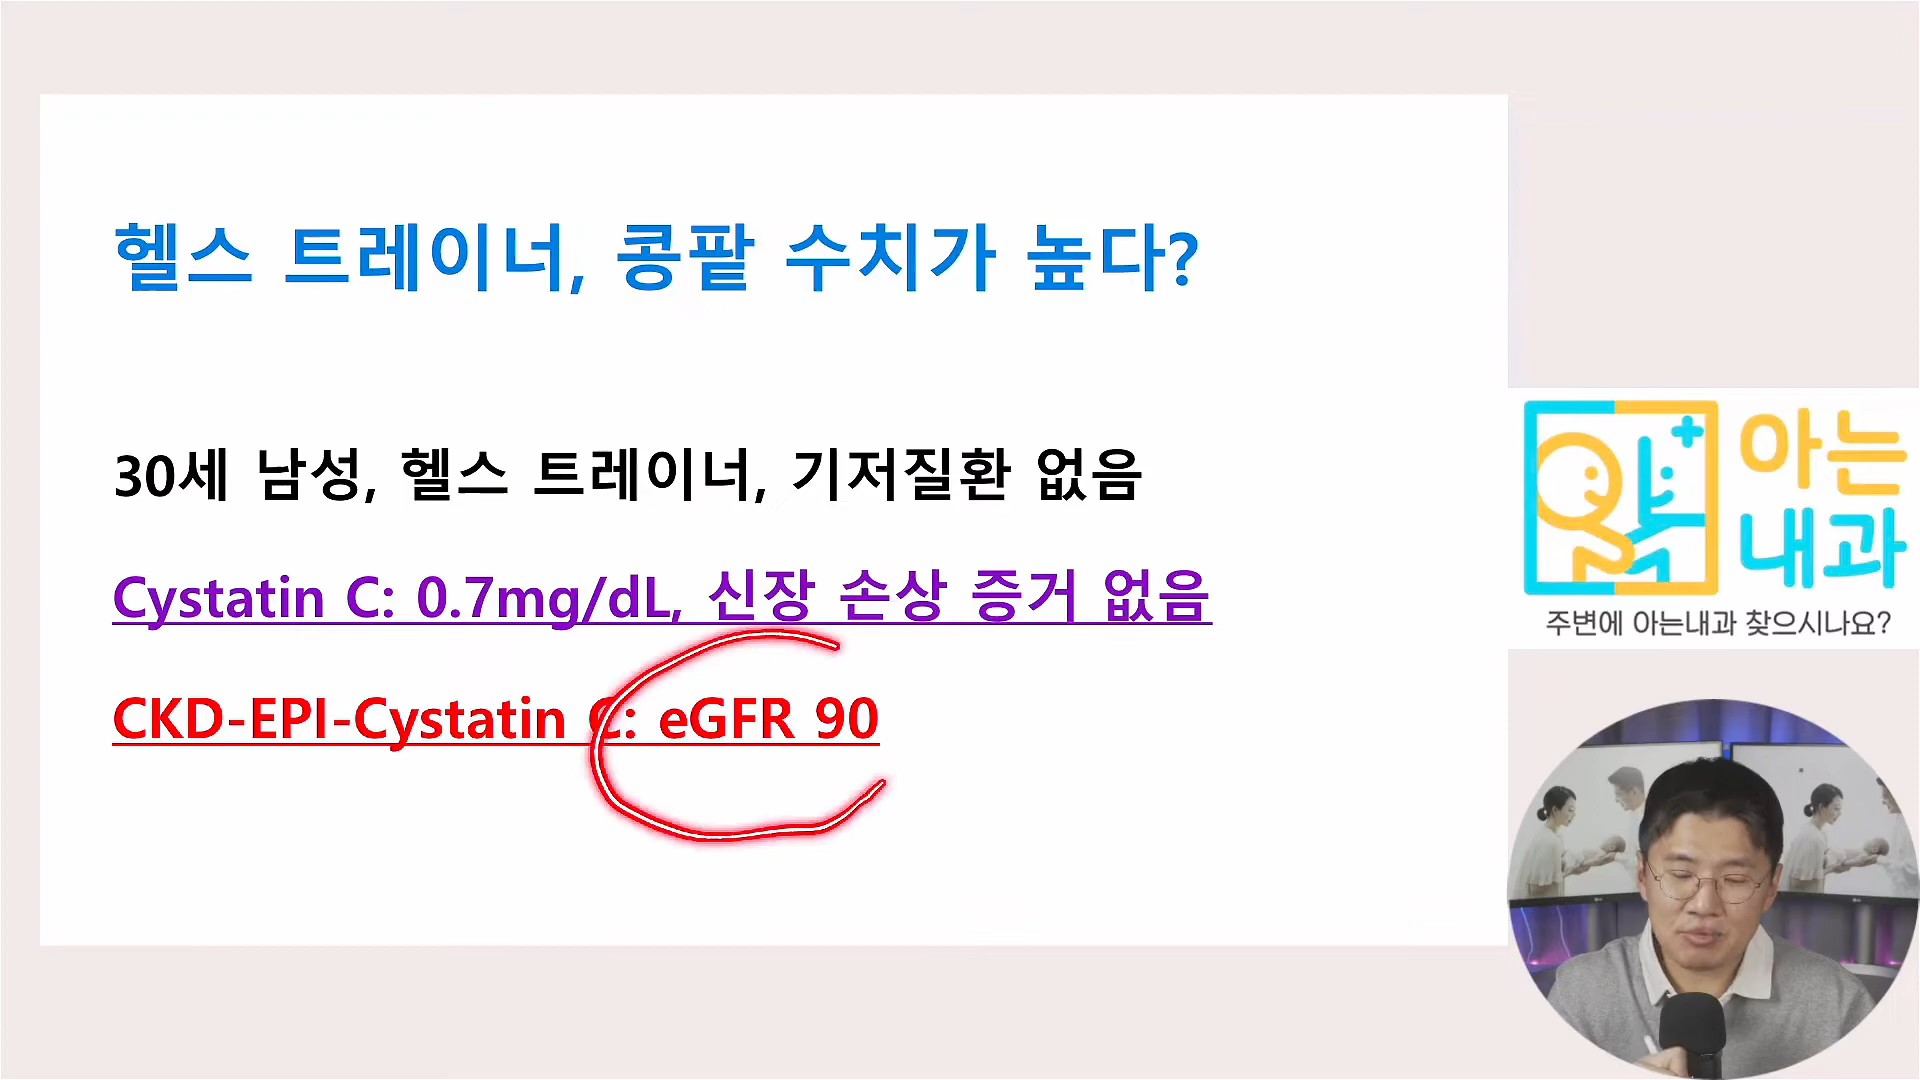 헬스 트레이너, 콩팥 수치가 높다?
30세 남성, 헬스 트레이너, 기저질환 없음
Cystatin C: 0.7mg/dL, 신장 손상 증거 없음
CKD-EPI-Cystatin C: eGFR 90
아는
내과
주변에 아는내과 찾으시나요?